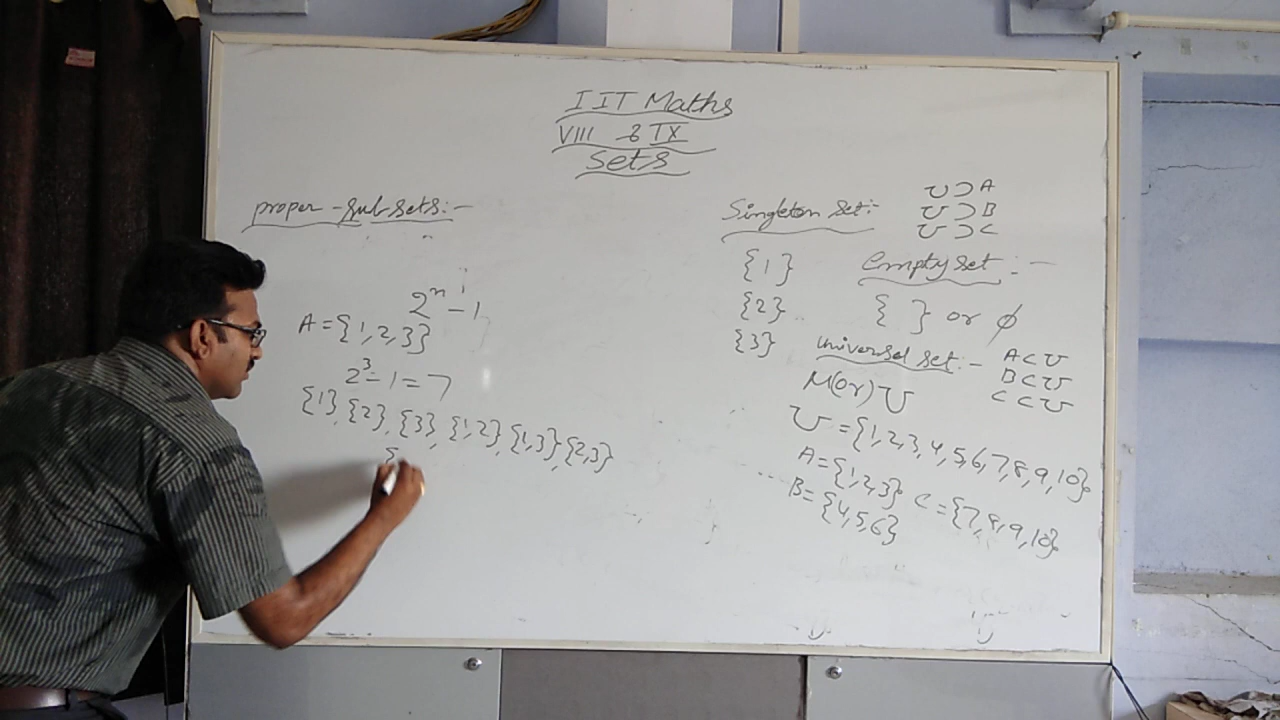 IIT Maths
VIII & IX
Sets
proper - sub sets: -
2ⁿ - 1
A = {1, 2, 3}
2³ - 1 = 7
{1}, {2}, {3}, {1, 2}, {1, 3}, {2, 3}
{
Singleton set:
{1}
{2}
{3}
υ ⊃ A
υ ⊃ B
υ ⊃ C
Empty set : -
{ } or ϕ
universal set: -
A ⊂ υ
B ⊂ υ
C ⊂ υ
M(or) υ
υ = {1, 2, 3, 4, 5, 6, 7, 8, 9, 10}
A = {1, 2, 3}
B = {4, 5, 6}
C = {7, 8, 9, 10}